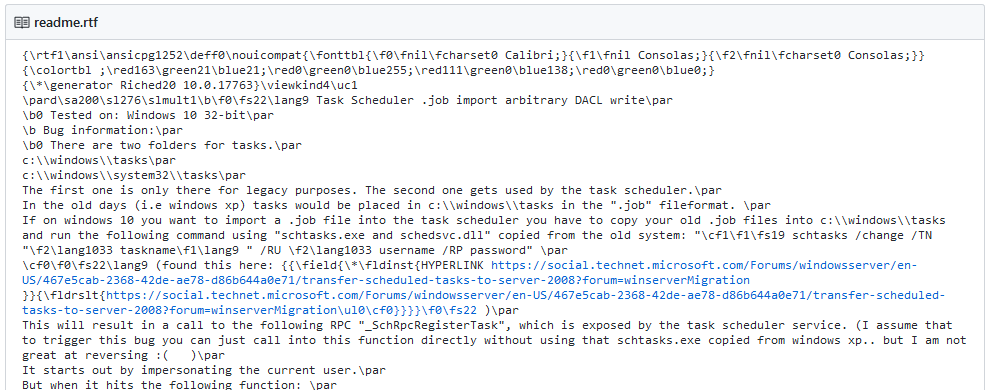 readme.rtf
{\rtf1\ansi\ansicpg1252\deff0\nouicompat{\fonttbl{\f0\fnil\fcharset0 Calibri;}{\f1\fnil Consolas;}{\f2\fnil\fcharset0 Consolas;}}
{\colortbl ;\red163\green21\blue21;\red0\green0\blue255;\red111\green0\blue138;\red0\green0\blue0;}
{\*\generator Riched20 10.0.17763}\viewkind4\uc1
\pard\sa200\sl276\slmult1\b\f0\fs22\lang9 Task Scheduler .job import arbitrary DACL write\par
\b0 Tested on: Windows 10 32-bit\par
\b Bug information:\par
\b0 There are two folders for tasks.\par
c:\\windows\\tasks\par
c:\\windows\\system32\\tasks\par
The first one is only there for legacy purposes. The second one gets used by the task scheduler.\par
In the old days (i.e windows xp) tasks would be placed in c:\\windows\\tasks in the ".job" fileformat. \par
If on windows 10 you want to import a .job file into the task scheduler you have to copy your old .job files into c:\\windows\\tasks
and run the following command using "schtasks.exe and schedsvc.dll" copied from the old system: "\cf1\f1\fs19 schtasks /change /TN
"\f2\lang1033 taskname\f1\lang9 " /RU \f2\lang1033 username /RP password" \par
\cf0\f0\fs22\lang9 (found this here: {{\field{\*\fldinst{HYPERLINK https://social.technet.microsoft.com/Forums/windowsserver/en-
US/467e5cab-2368-42de-ae78-d86b644a0e71/transfer-scheduled-tasks-to-server-2008?forum=winserverMigration
}}{\fldrslt{https://social.technet.microsoft.com/Forums/windowsserver/en-US/467e5cab-2368-42de-ae78-d86b644a0e71/transfer-scheduled-
tasks-to-server-2008?forum=winserverMigration\ul0\cf0}}}}\f0\fs22 )\par
This will result in a call to the following RPC "_SchRpcRegisterTask", which is exposed by the task scheduler service. (I assume that
to trigger this bug you can just call into this function directly without using that schtasks.exe copied from windows xp.. but I am not
great at reversing :(   )\par
It starts out by impersonating the current user.\par
But when it hits the following function: \par